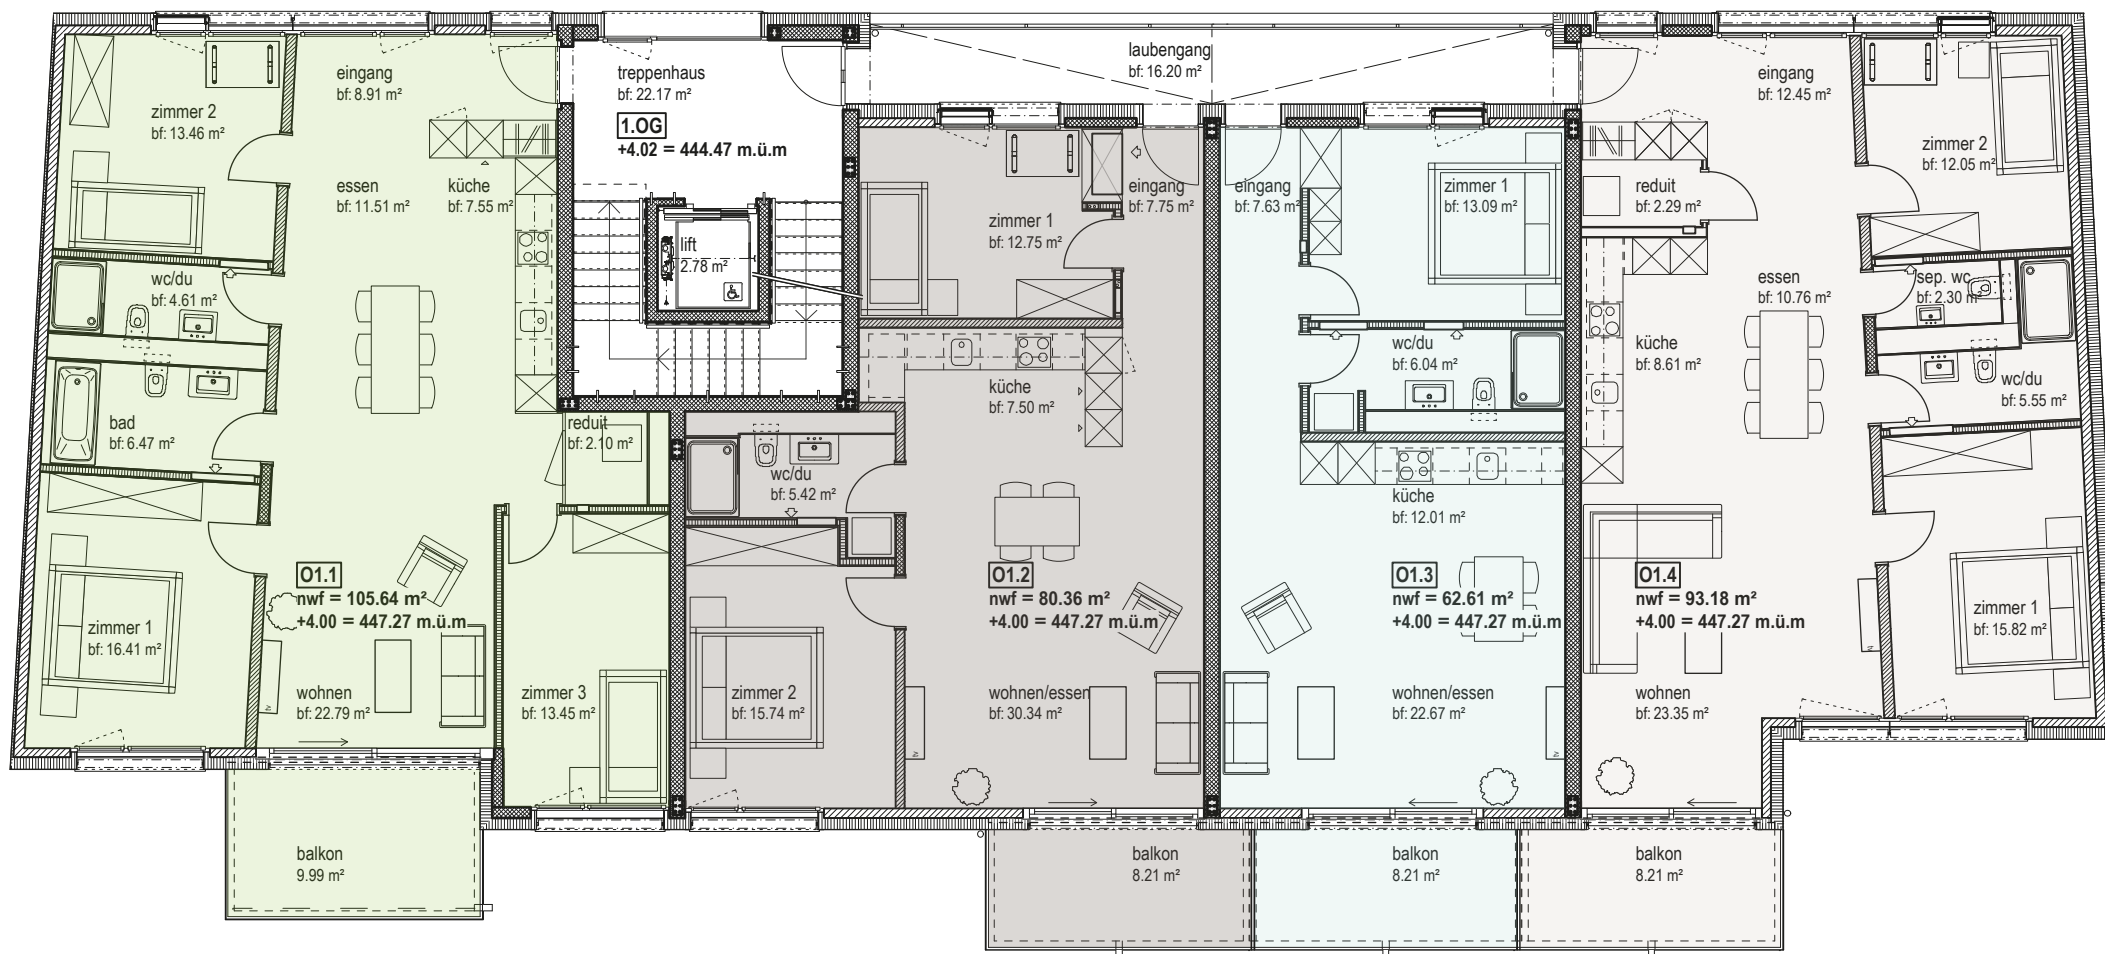 zimmer 2
bf: 13.46 m²
eingang
bf: 8.91 m²
essen
bf: 11.51 m²
küche
bf: 7.55 m²
wc/du
bf: 4.61 m²
bad
bf: 6.47 m²
reduit
bf: 2.10 m²
O1.1
nwf = 105.64 m²
+4.00 = 447.27 m.ü.m
zimmer 1
bf: 16.41 m²
wohnen
bf: 22.79 m²
zimmer 3
bf: 13.45 m²
balkon
9.99 m²
treppenhaus
bf: 22.17 m²
1.OG
+4.02 = 444.47 m.ü.m
lift
2.78 m²
laubengang
bf: 16.20 m²
zimmer 1
bf: 12.75 m²
eingang
bf: 7.75 m²
küche
bf: 7.50 m²
wc/du
bf: 5.42 m²
O1.2
nwf = 80.36 m²
+4.00 = 447.27 m.ü.m
zimmer 2
bf: 15.74 m²
wohnen/essen
bf: 30.34 m²
balkon
8.21 m²
eingang
bf: 7.63 m²
zimmer 1
bf: 13.09 m²
wc/du
bf: 6.04 m²
küche
bf: 12.01 m²
O1.3
nwf = 62.61 m²
+4.00 = 447.27 m.ü.m
wohnen/essen
bf: 22.67 m²
balkon
8.21 m²
eingang
bf: 12.45 m²
zimmer 2
bf: 12.05 m²
reduit
bf: 2.29 m²
essen
bf: 10.76 m²
sep. wc
bf: 2.30 m²
küche
bf: 8.61 m²
wc/du
bf: 5.55 m²
O1.4
nwf = 93.18 m²
+4.00 = 447.27 m.ü.m
zimmer 1
bf: 15.82 m²
wohnen
bf: 23.35 m²
balkon
8.21 m²